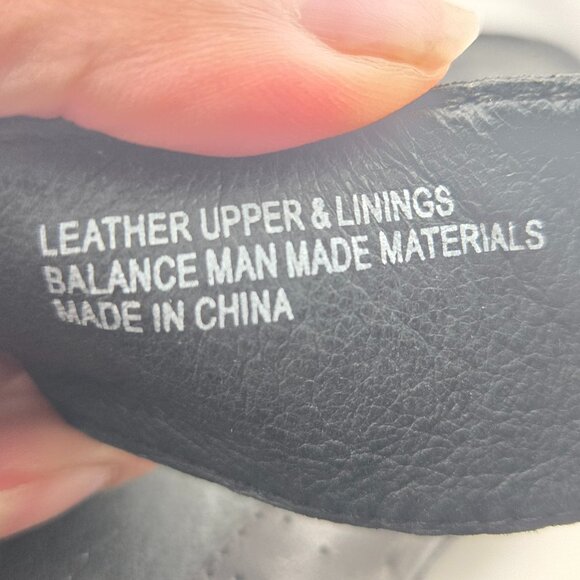 LEATHER UPPER & LININGS
BALANCE MAN MADE MATERIALS
MADE IN CHINA